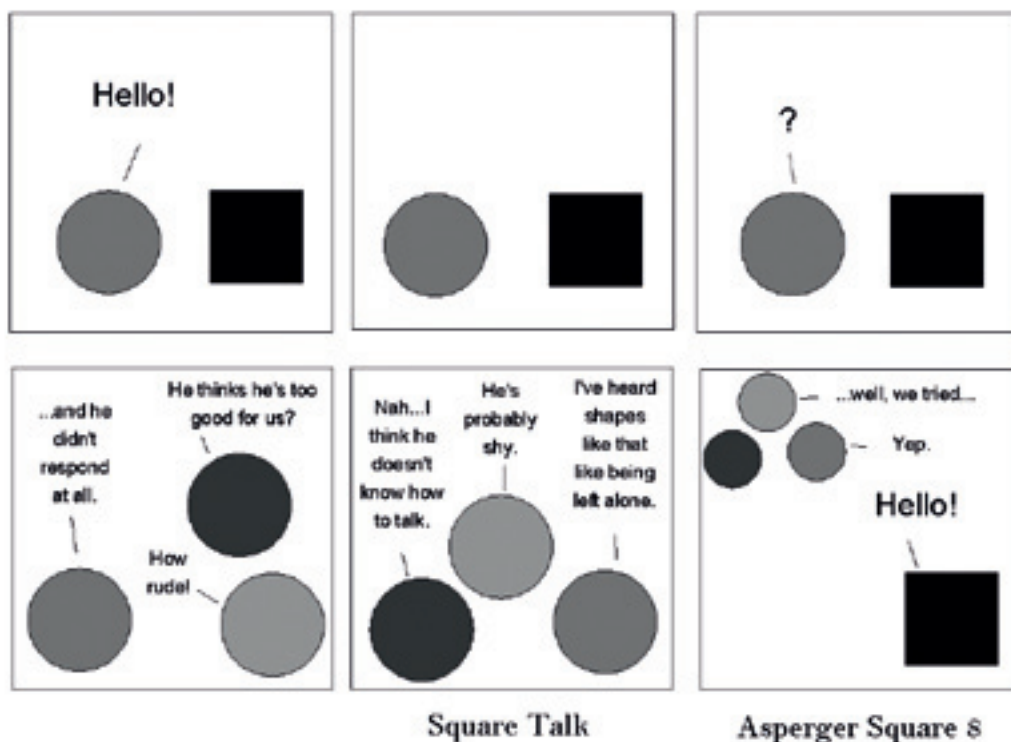 Hello!
?
...and he
didn't
respond
at all.
He thinks he's too
good for us?
How
rude!
Nah...I
think he
doesn't
know how
to talk.
He's
probably
shy.
I've heard
shapes
like that
like being
left alone.
...well, we tried...
Yep.
Hello!
Square Talk
Asperger Square 8